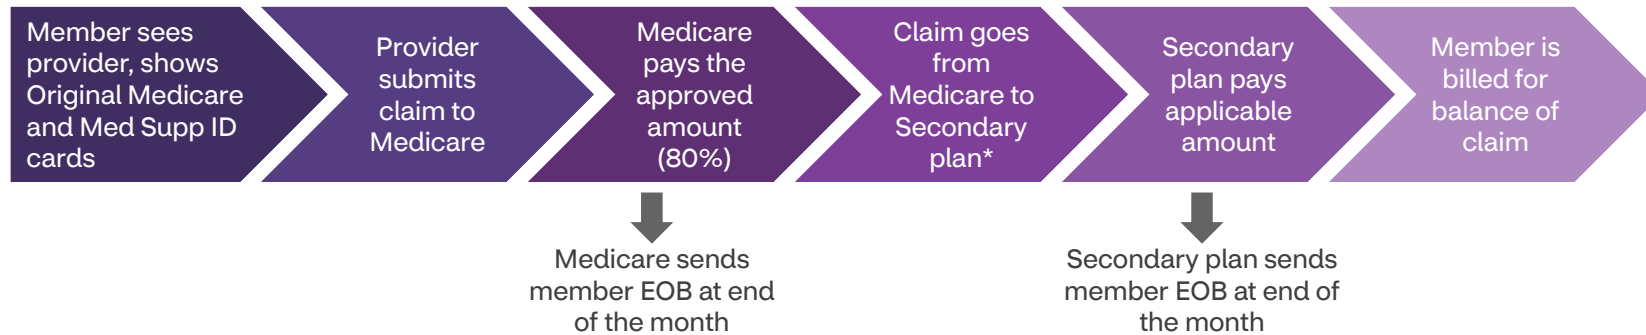 Member sees
provider, shows
Original Medicare
and Med Supp ID
cards
Provider
submits
claim to
Medicare
Medicare
pays the
approved
amount
(80%)
Claim goes
from
Medicare to
Secondary
plan*
Secondary
plan pays
applicable
amount
Member is
billed for
balance of
claim
Medicare sends
member EOB at end
of the month
Secondary plan sends
member EOB at end of
the month